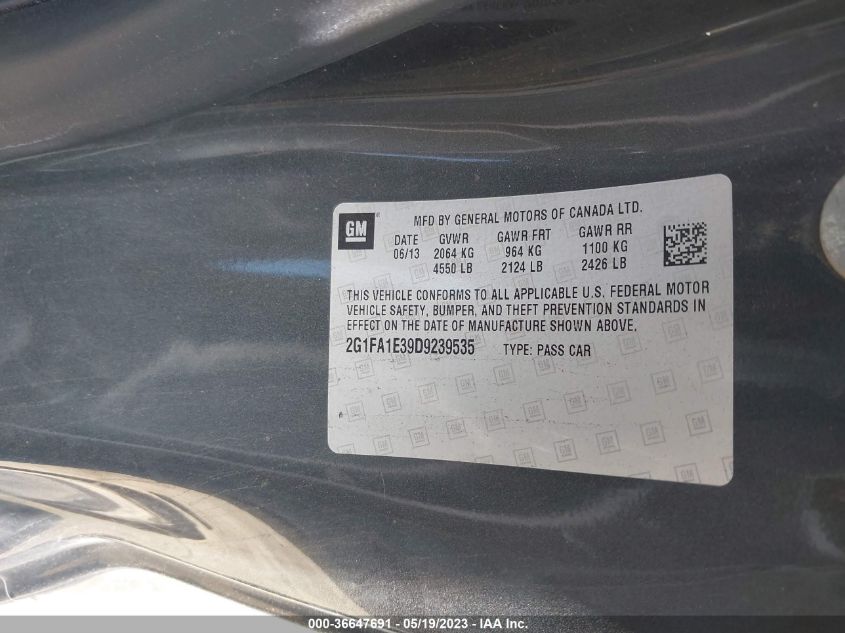 GM
MFD BY GENERAL MOTORS OF CANADA LTD.
DATE GVWR GAWR FRT GAWR RR
06/13 2064 KG 964 KG 1100 KG
4550 LB 2124 LB 2426 LB
THIS VEHICLE CONFORMS TO ALL APPLICABLE U.S. FEDERAL MOTOR
VEHICLE SAFETY, BUMPER, AND THEFT PREVENTION STANDARDS IN
EFFECT ON THE DATE OF MANUFACTURE SHOWN ABOVE.
2G1FA1E39D9239535 TYPE: PASS CAR
000-36647691 - 05/19/2023 - IAAI.COM